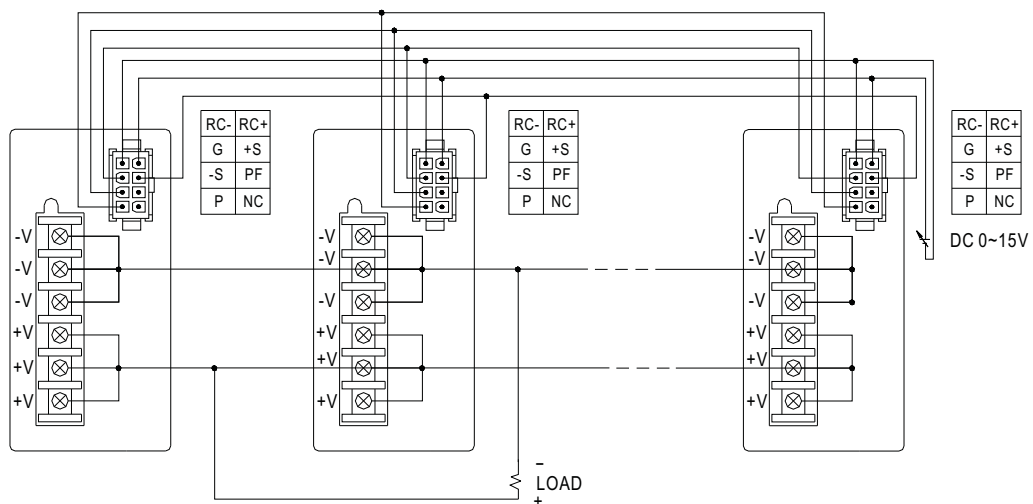 RC- RC+
G +S
-S PF
P NC
RC- RC+
G +S
-S PF
P NC
RC- RC+
G +S
-S PF
P NC
DC 0~15V
-V
-V
-V
+V
+V
+V
-V
-V
-V
+V
+V
+V
-V
-V
-V
+V
+V
+V
-
LOAD
+